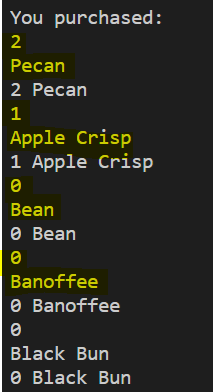 You purchased:
2
Pecan
2 Pecan
1
Apple Crisp
1 Apple Crisp
0
Bean
0 Bean
0
Banoffee
0 Banoffee
0
Black Bun
0 Black Bun